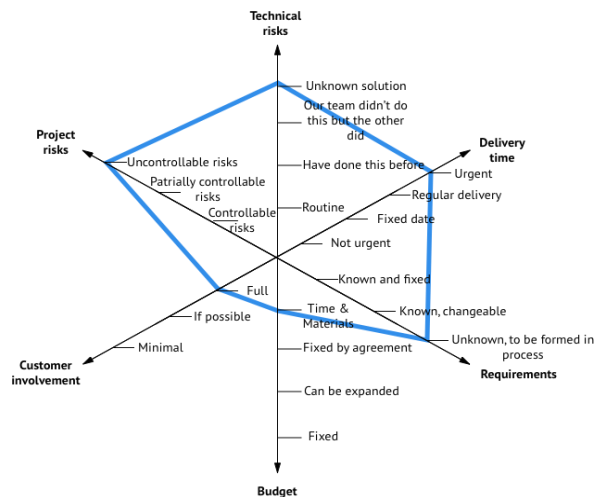 Technical
risks
Unknown solution
Our team didn't do
this but the other
did
Project
risks
Delivery
time
Uncontrollable risks
Have done this before
Urgent
Patrially controllable
risks
Regular delivery
Controllable
risks
Routine
Fixed date
Not urgent
Known and fixed
Full
Time &
Materials
Known, changeable
If possible
Unknown, to be formed in
process
Minimal
Fixed by agreement
Customer
involvement
Requirements
Can be expanded
Fixed
Budget